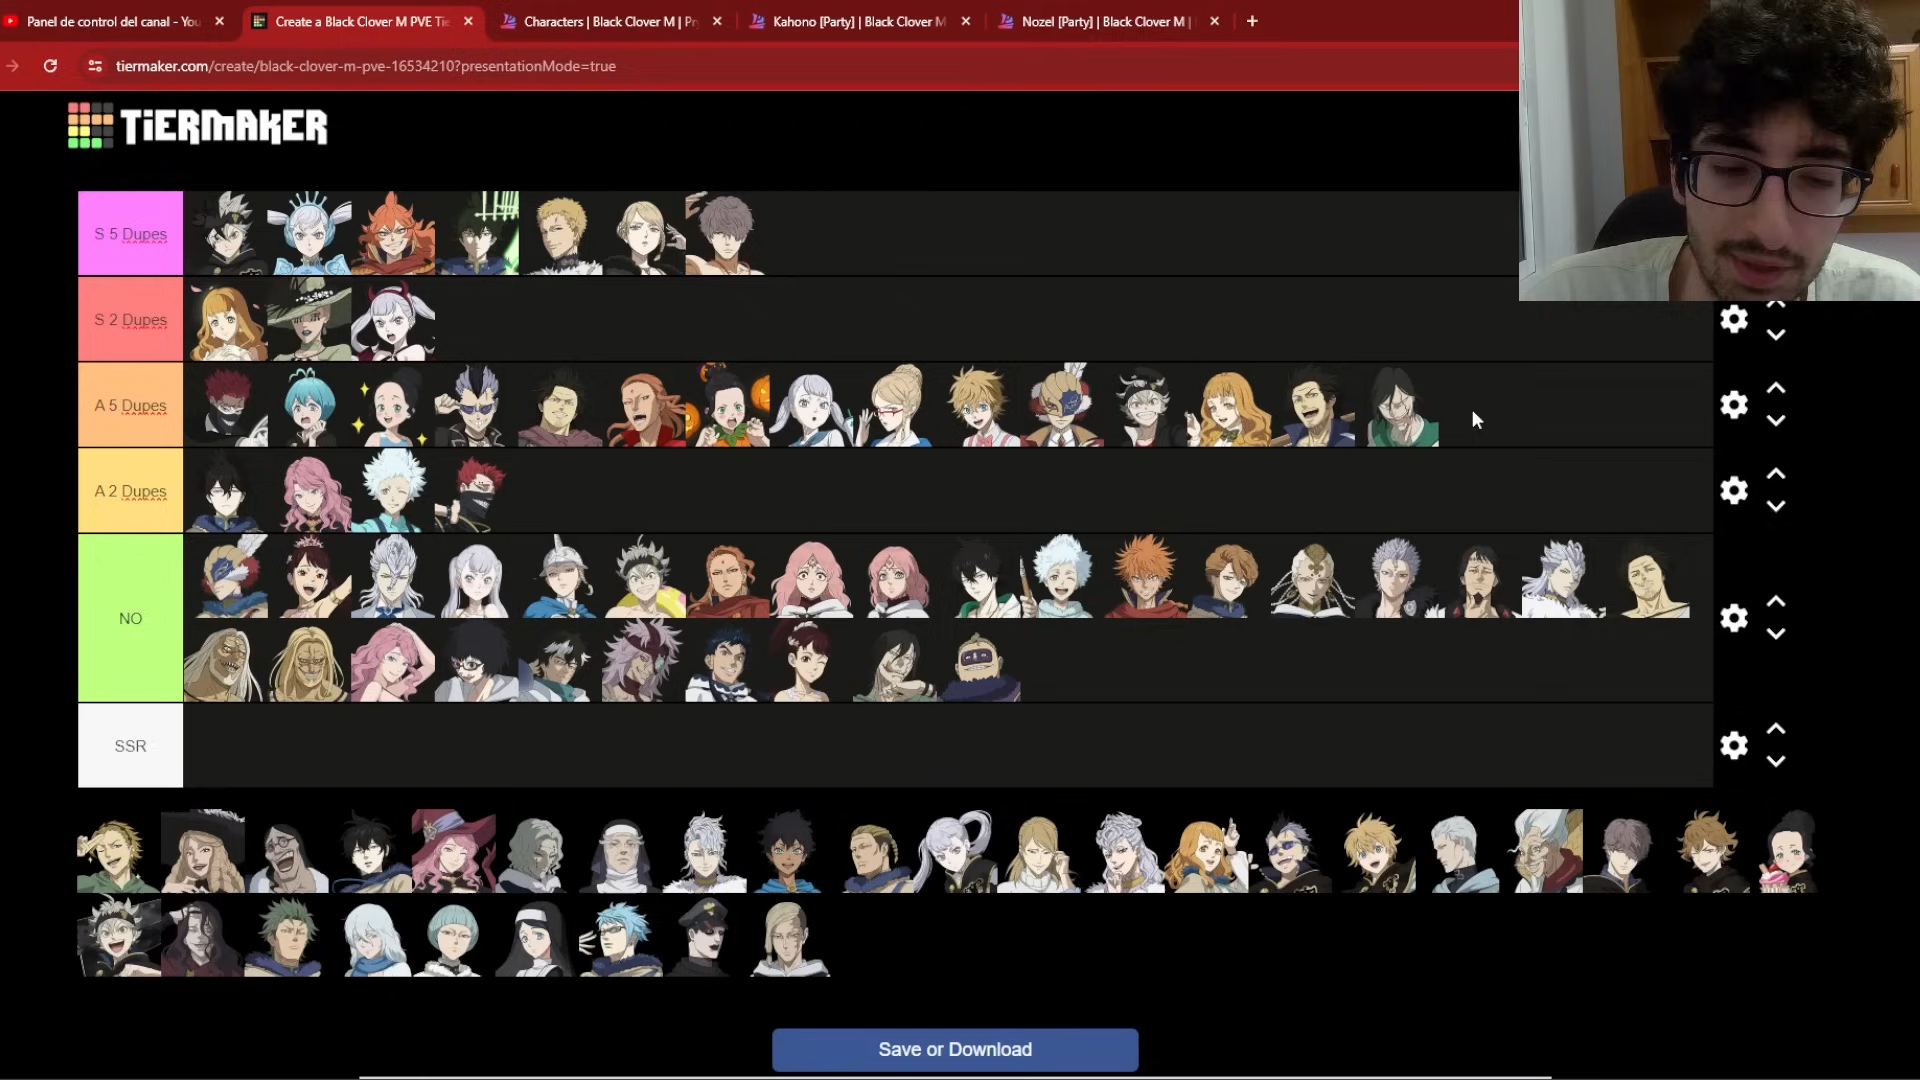 Panel de control del canal - You
Create a Black Clover M PVE Tie
Characters | Black Clover M | Pr
Kahono [Party] | Black Clover M
Nozel [Party] | Black Clover M |
tiermaker.com/create/black-clover-m-pve-16534210?presentationMode=true
TiERMAKER
S 5 Dupes
S 2 Dupes
A 5 Dupes
A 2 Dupes
NO
SSR
Save or Download